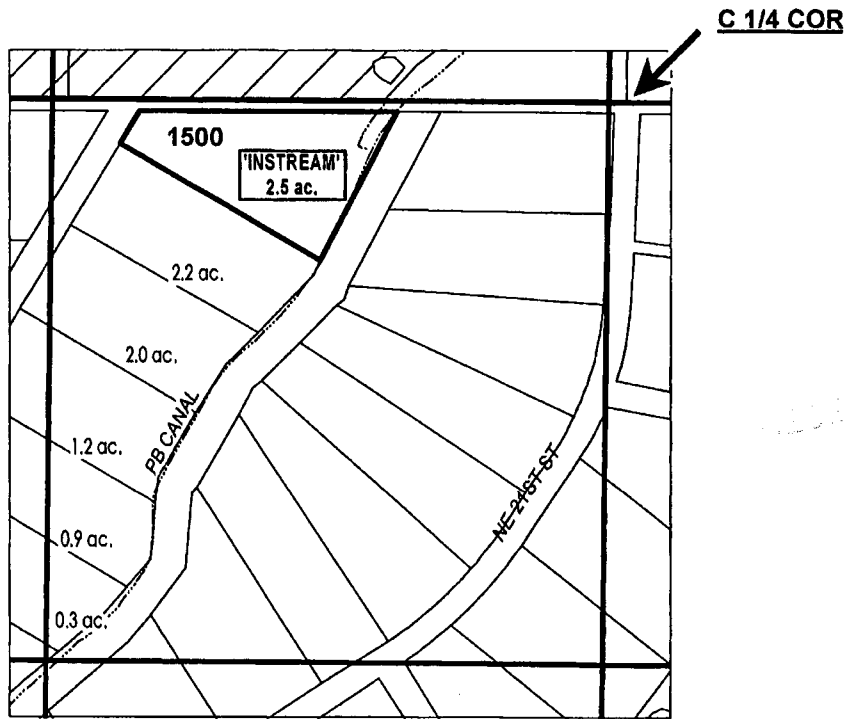 C 1/4 COR
1500
'INSTREAM'
2.5 ac.
2.2 ac.
2.0 ac.
PB CANAL
1.2 ac.
NE 21ST ST
0.9 ac.
0.3 ac.